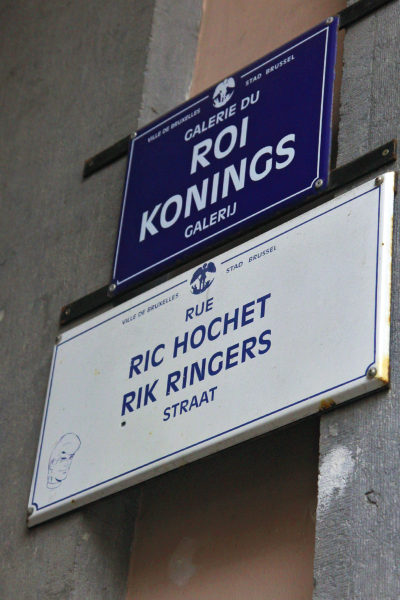 VILLE DE BRUXELLES STAD BRUSSEL
GALERIE DU
ROI
KONINGS
GALERIJ
VILLE DE BRUXELLES STAD BRUSSEL
RUE
RIC HOCHET
RIK RINGERS
STRAAT